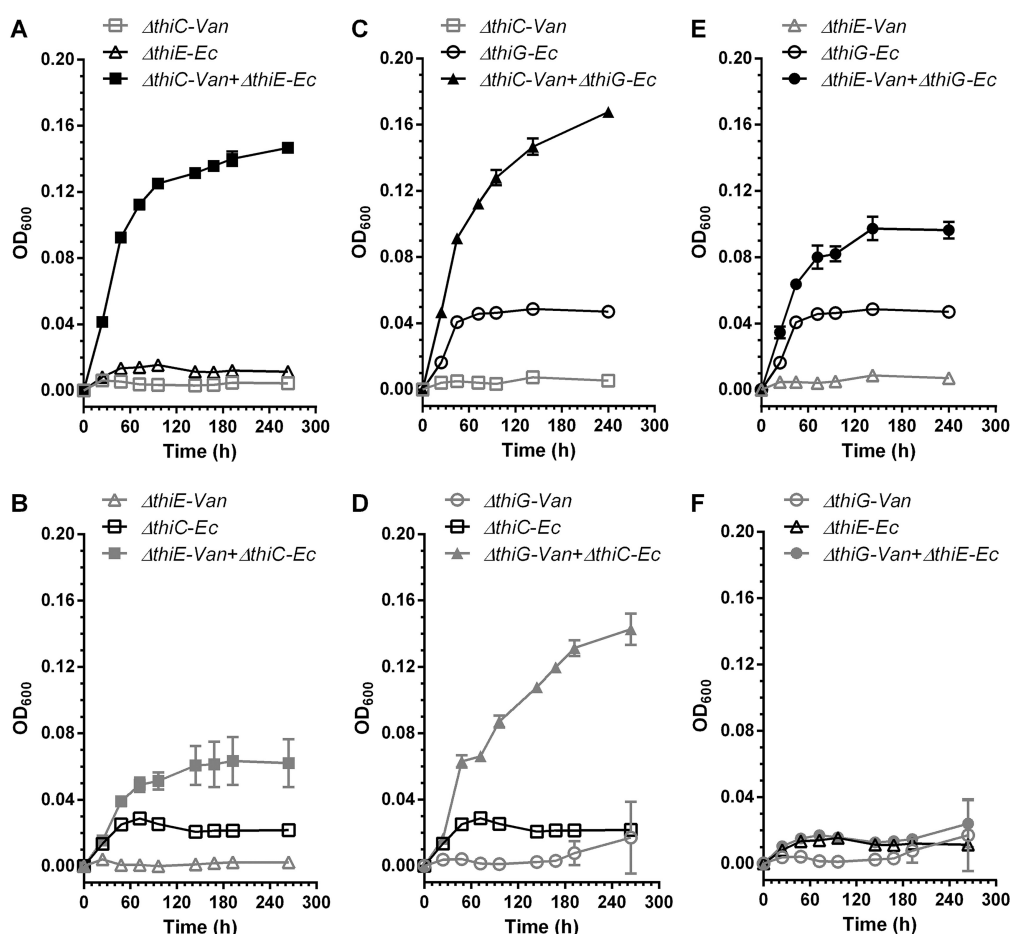 A
ΔthiC-Van
ΔthiE-Ec
ΔthiC-Van+ΔthiE-Ec
0.20
0.16
0.12
0.08
0.04
0.00
OD600
0 60 120 180 240 300
Time (h)
C
ΔthiC-Van
ΔthiG-Ec
ΔthiC-Van+ΔthiG-Ec
0.20
0.16
0.12
0.08
0.04
0.00
OD600
0 60 120 180 240 300
Time (h)
E
ΔthiE-Van
ΔthiG-Ec
ΔthiE-Van+ΔthiG-Ec
0.20
0.16
0.12
0.08
0.04
0.00
OD600
0 60 120 180 240 300
Time (h)
B
ΔthiE-Van
ΔthiC-Ec
ΔthiE-Van+ΔthiC-Ec
0.20
0.16
0.12
0.08
0.04
0.00
OD600
0 60 120 180 240 300
Time (h)
D
ΔthiG-Van
ΔthiC-Ec
ΔthiG-Van+ΔthiC-Ec
0.20
0.16
0.12
0.08
0.04
0.00
OD600
0 60 120 180 240 300
Time (h)
F
ΔthiG-Van
ΔthiE-Ec
ΔthiG-Van+ΔthiE-Ec
0.20
0.16
0.12
0.08
0.04
0.00
OD600
0 60 120 180 240 300
Time (h)